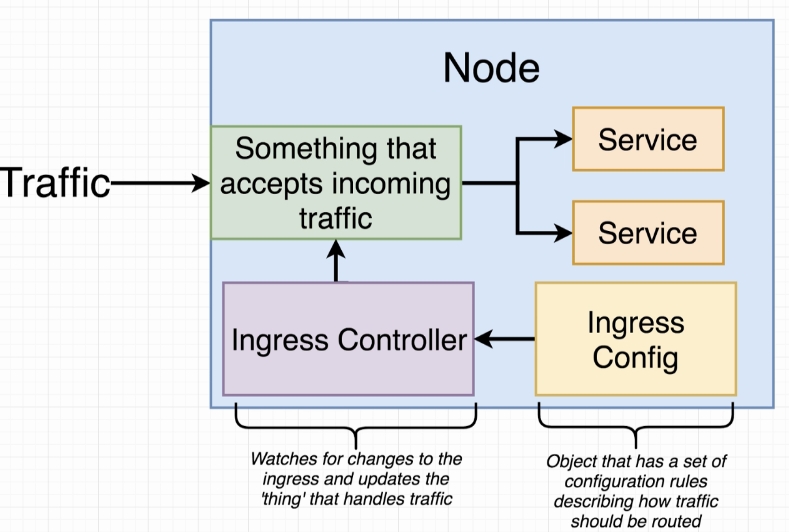 Node
Traffic
Something that
accepts incoming
traffic
Service
Service
Ingress Controller
Ingress
Config
Watches for changes to the
ingress and updates the
'thing' that handles traffic
Object that has a set of
configuration rules
describing how traffic
should be routed